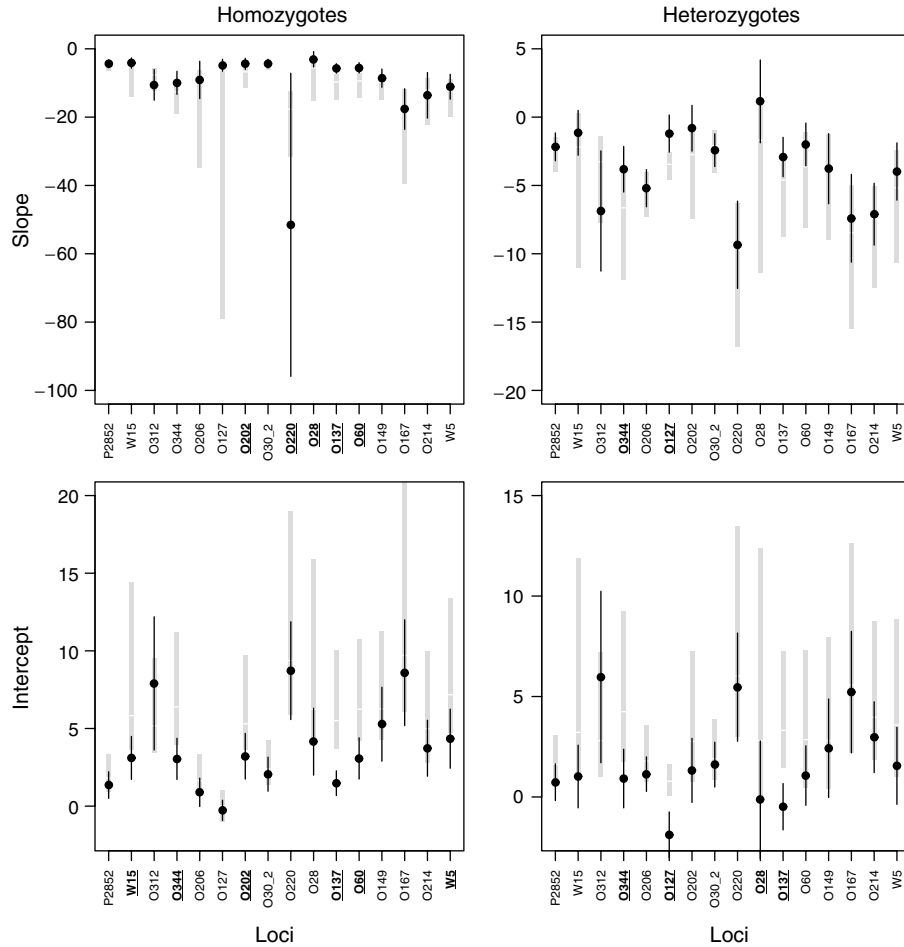 Homozygotes
Heterozygotes
Slope
0
−20
−40
−60
−80
−100
5
0
−5
−10
−15
−20
P2852 W15 O312 O344 O206 O127 O202 O30_2 O220 O28 O137 O60 O149 O167 O214 W5
P2852 W15 O312 O344 O206 O127 O202 O30_2 O220 O28 O137 O60 O149 O167 O214 W5
Intercept
20
15
10
5
0
15
10
5
0
P2852 W15 O312 O344 O206 O127 O202 O30_2 O220 O28 O137 O60 O149 O167 O214 W5
P2852 W15 O312 O344 O206 O127 O202 O30_2 O220 O28 O137 O60 O149 O167 O214 W5
Loci
Loci